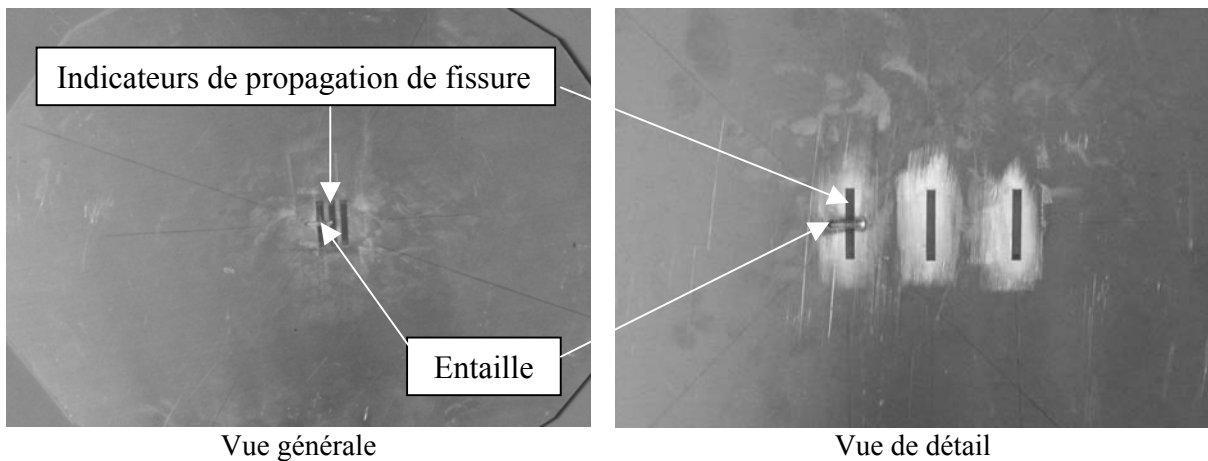 Indicateurs de propagation de fissure
Entaille
Vue générale
Vue de détail